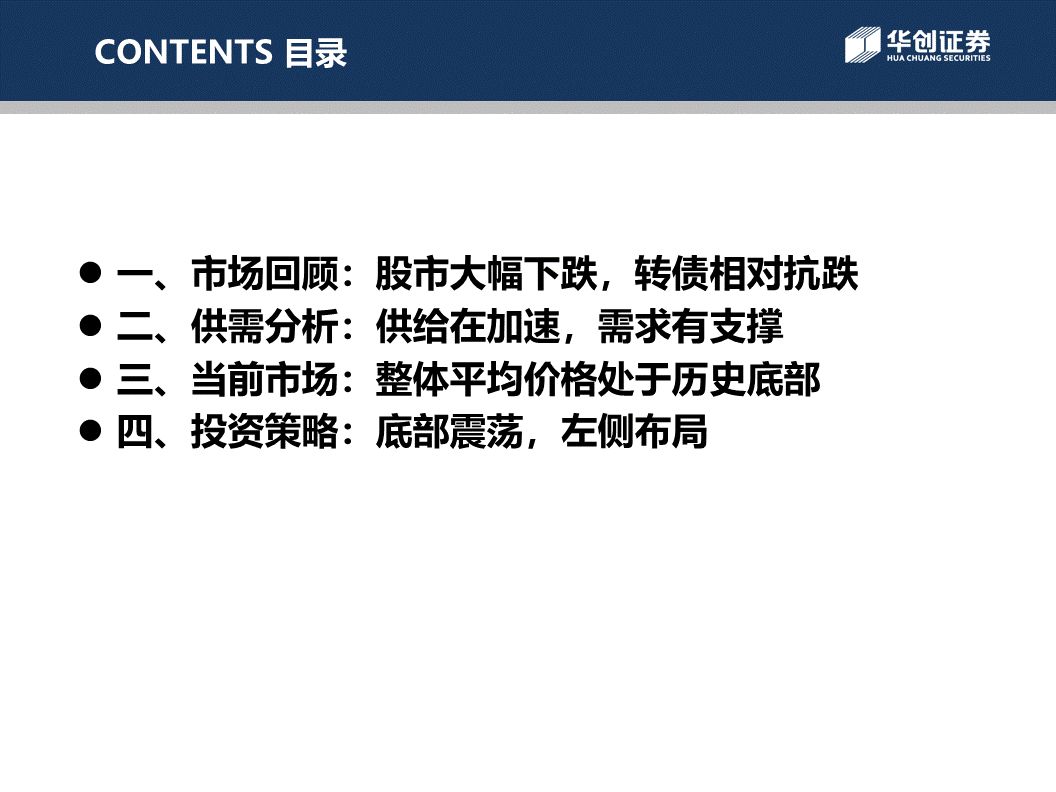 CONTENTS 目录
华创证券
HUA CHUANG SECURITIES
● 一、市场回顾：股市大幅下跌，转债相对抗跌
● 二、供需分析：供给在加速，需求有支撑
● 三、当前市场：整体平均价格处于历史底部
● 四、投资策略：底部震荡，左侧布局